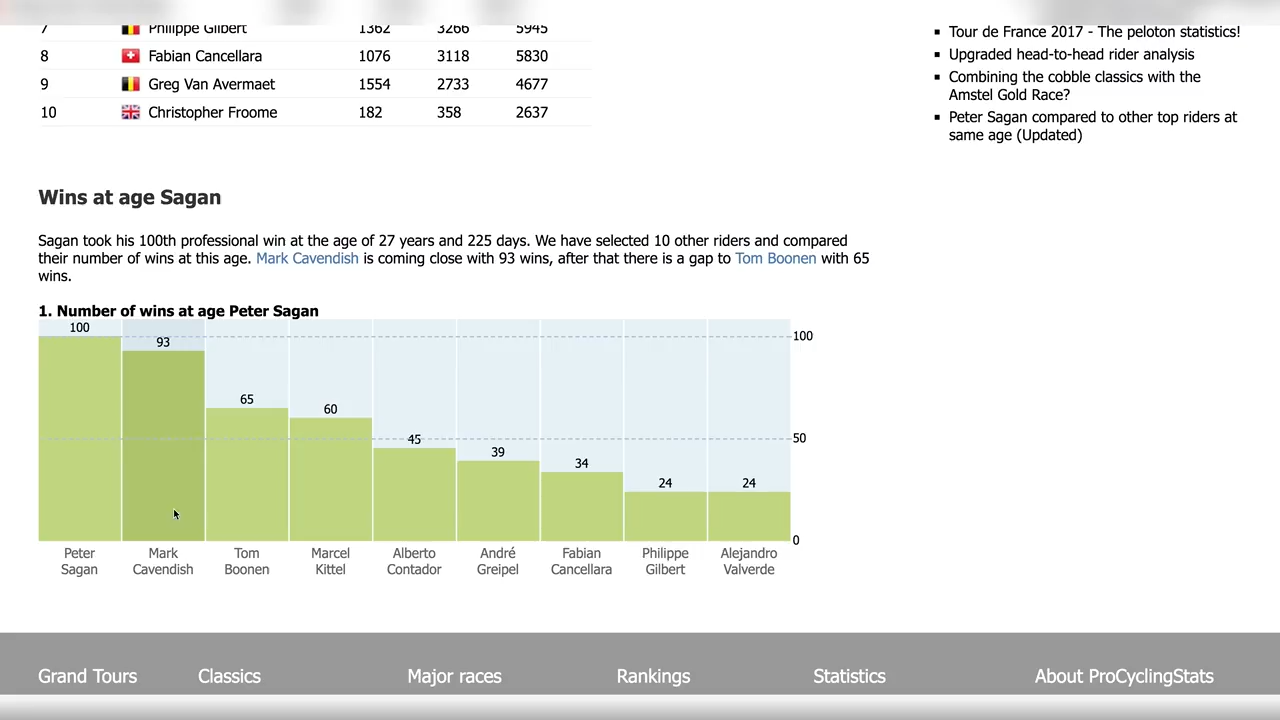 7 Philippe Gilbert 1362 3266 5945
8 Fabian Cancellara 1076 3118 5830
9 Greg Van Avermaet 1554 2733 4677
10 Christopher Froome 182 358 2637
Tour de France 2017 - The peloton statistics!
Upgraded head-to-head rider analysis
Combining the cobble classics with the
Amstel Gold Race?
Peter Sagan compared to other top riders at
same age (Updated)
Wins at age Sagan
Sagan took his 100th professional win at the age of 27 years and 225 days. We have selected 10 other riders and compared
their number of wins at this age. Mark Cavendish is coming close with 93 wins, after that there is a gap to Tom Boonen with 65
wins.
1. Number of wins at age Peter Sagan
100 93 65 60 45 39 34 24 24
100
50
0
Peter Sagan
Mark Cavendish
Tom Boonen
Marcel Kittel
Alberto Contador
André Greipel
Fabian Cancellara
Philippe Gilbert
Alejandro Valverde
Grand Tours Classics Major races Rankings Statistics About ProCyclingStats